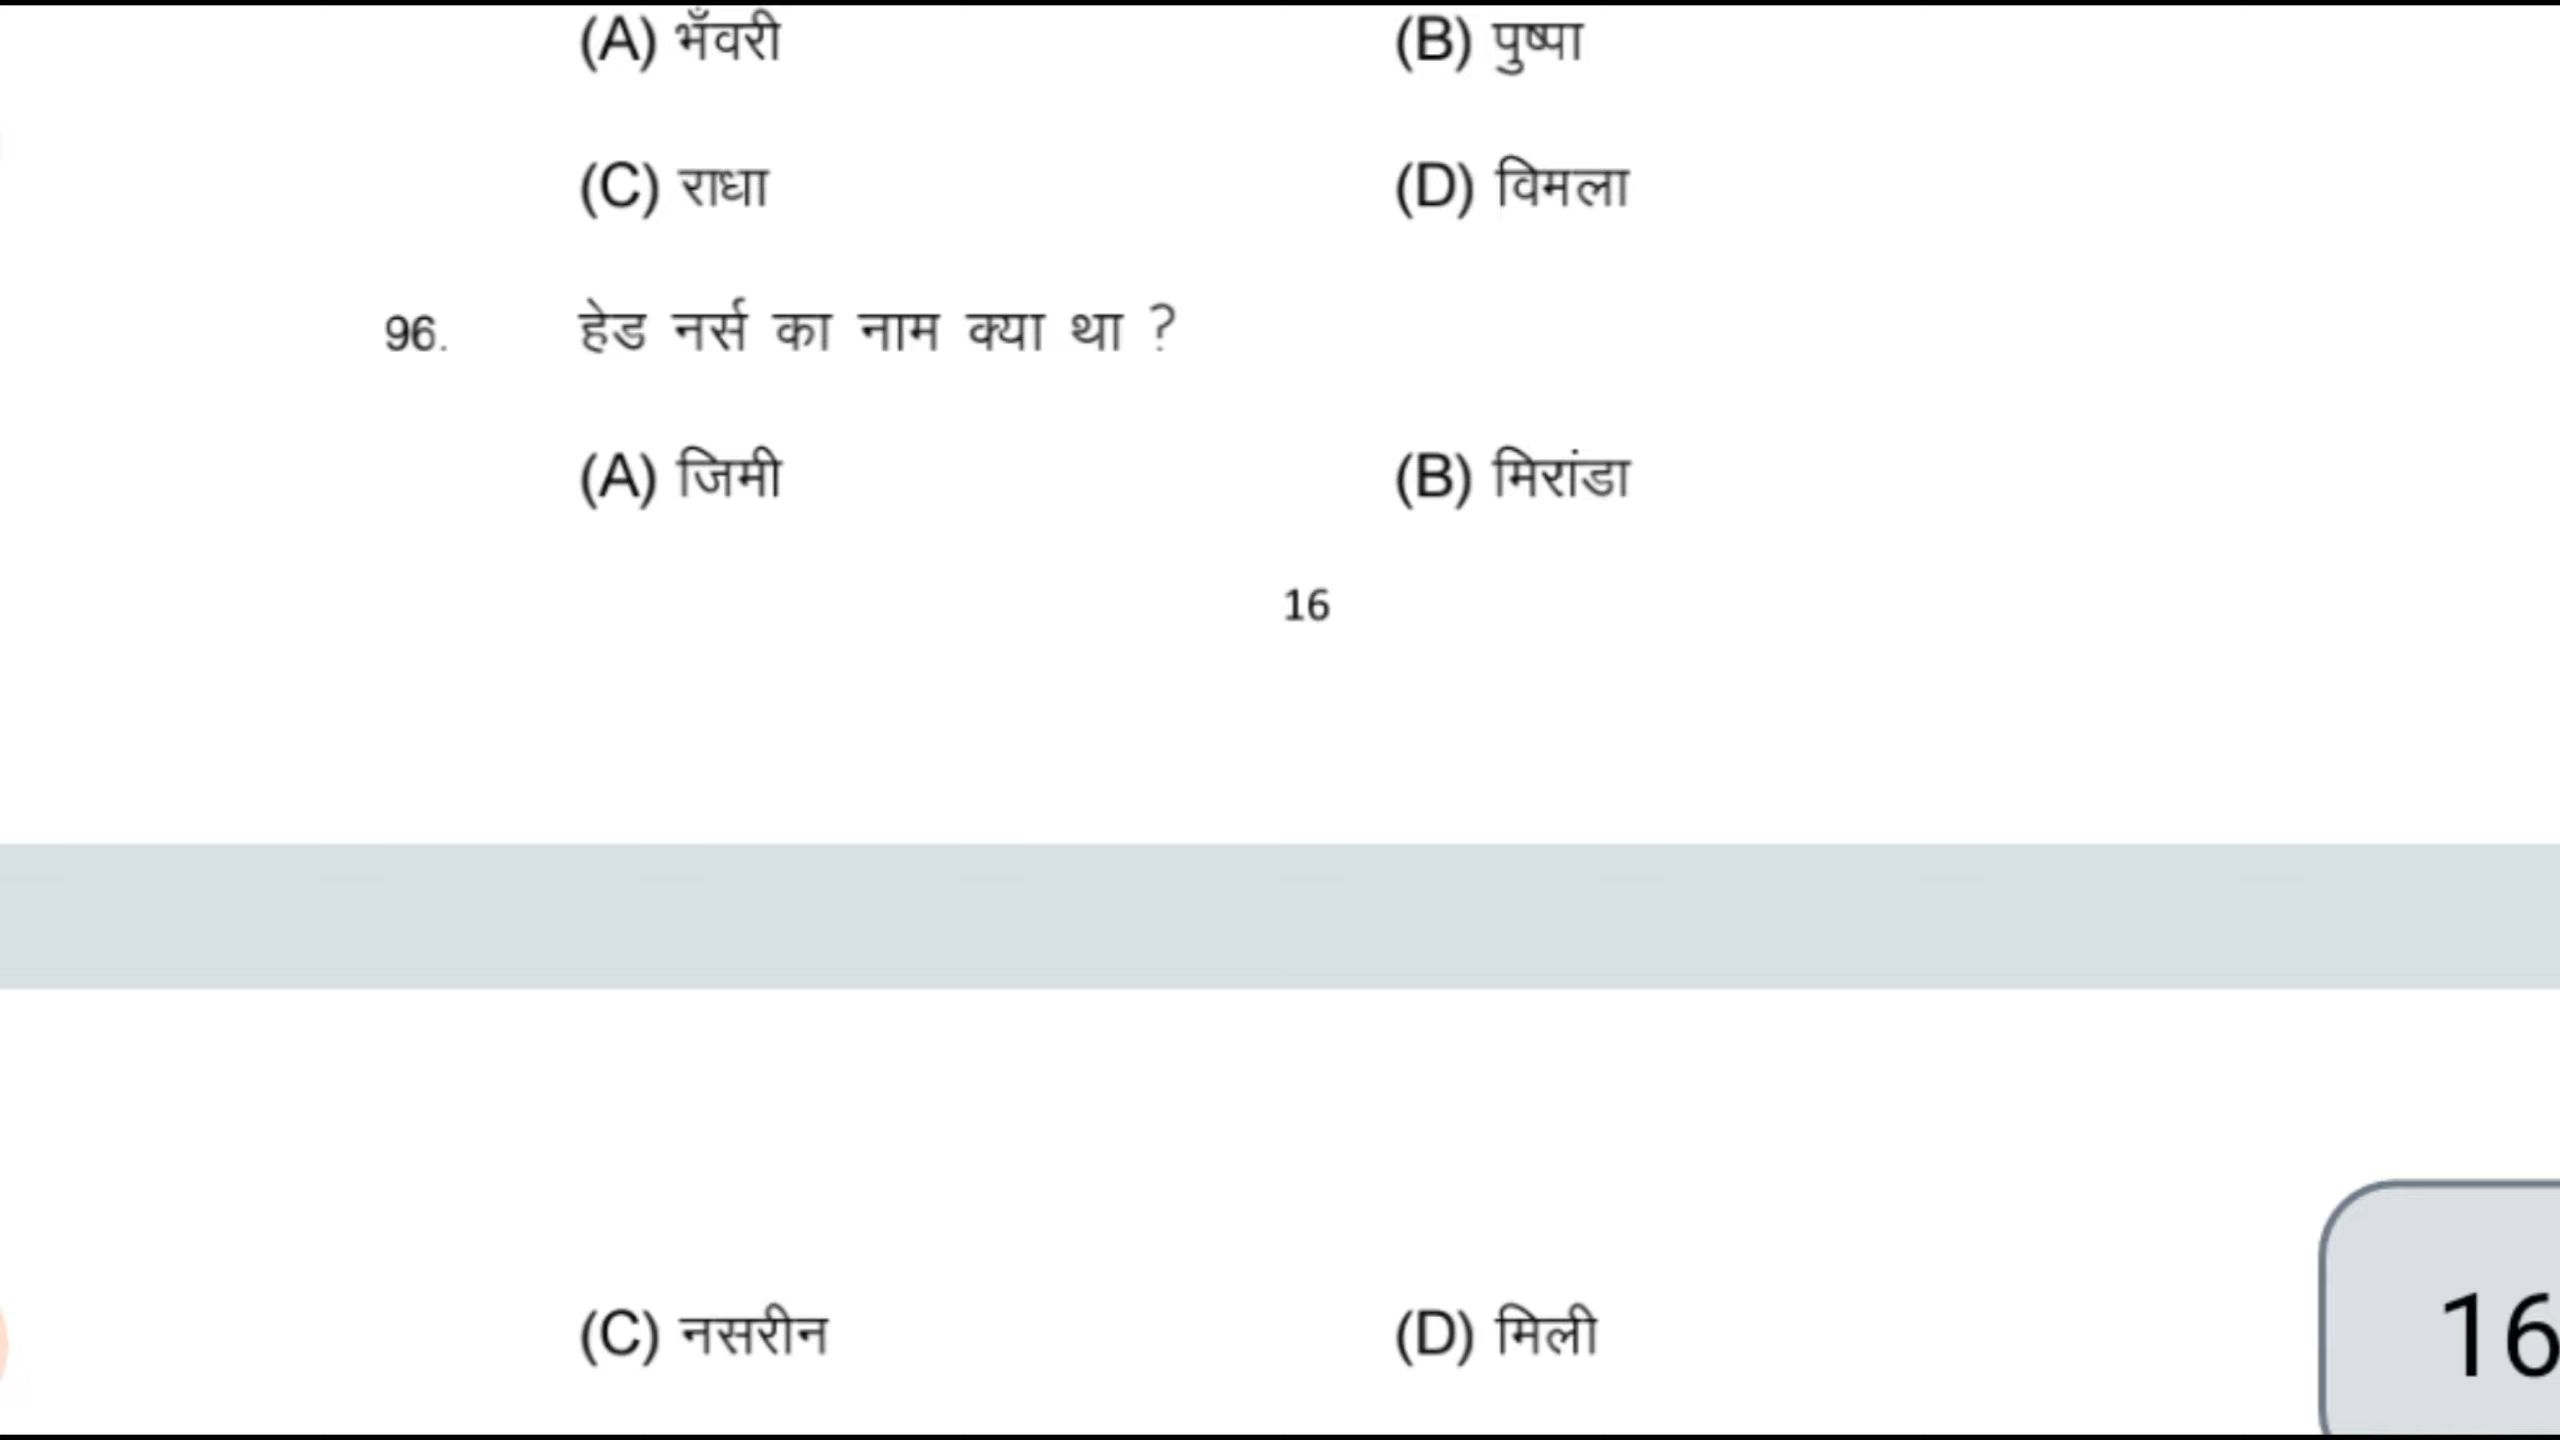 (A) भँवरी (B) पुष्पा
(C) राधा (D) विमला
96. हेड नर्स का नाम क्या था ?
(A) जिमी (B) मिरांडा
16
(C) नसरीन (D) मिली
16